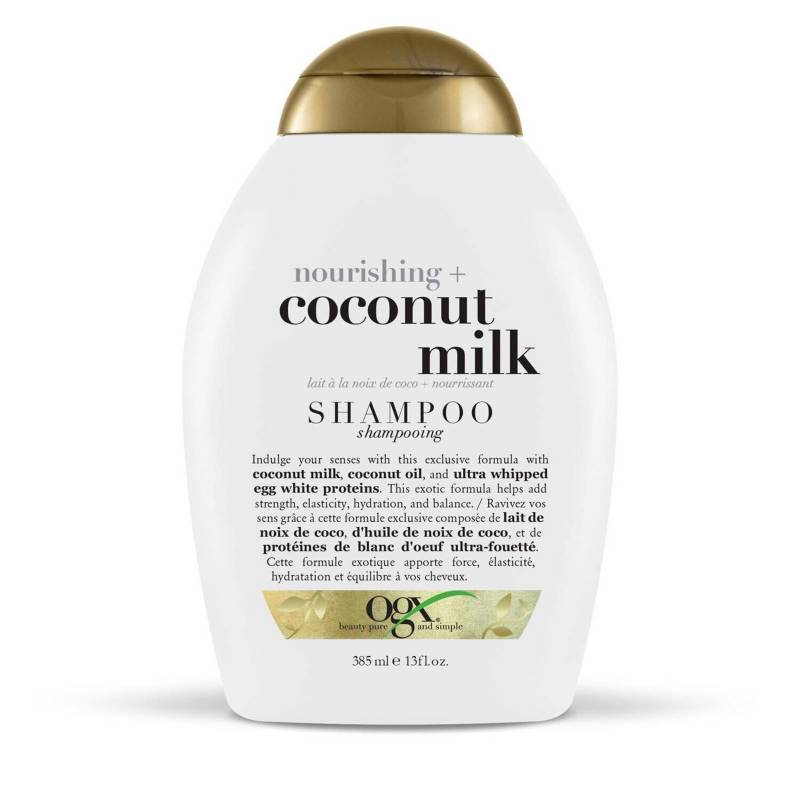 nourishing +
coconut
milk
lait à la noix de coco + nourrissant
SHAMPOO
shampooing
Indulge your senses with this exclusive formula with
coconut milk, coconut oil, and ultra whipped
egg white proteins. This exotic formula helps add
strength, elasticity, hydration, and balance. / Ravivez vos
sens grâce à cette formule exclusive composée de lait de
noix de coco, d'huile de noix de coco, et de
protéines de blanc d'oeuf ultra-fouetté.
Cette formule exotique apporte force, élasticité,
hydratation et équilibre à vos cheveux.
ogx®
beauty pure and simple
385 ml e 13fl.oz.